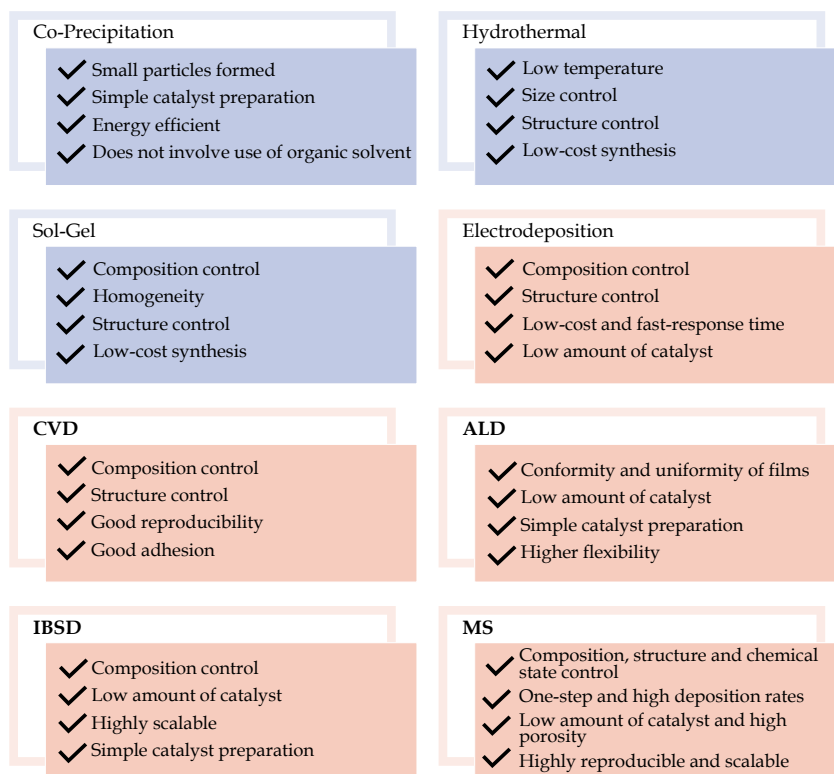 Co-Precipitation
Small particles formed
Simple catalyst preparation
Energy efficient
Does not involve use of organic solvent
Hydrothermal
Low temperature
Size control
Structure control
Low-cost synthesis
Sol-Gel
Composition control
Homogeneity
Structure control
Low-cost synthesis
Electrodeposition
Composition control
Structure control
Low-cost and fast-response time
Low amount of catalyst
CVD
Composition control
Structure control
Good reproducibility
Good adhesion
ALD
Conformity and uniformity of films
Low amount of catalyst
Simple catalyst preparation
Higher flexibility
IBSD
Composition control
Low amount of catalyst
Highly scalable
Simple catalyst preparation
MS
Composition, structure and chemical
state control
One-step and high deposition rates
Low amount of catalyst and high
porosity
Highly reproducible and scalable